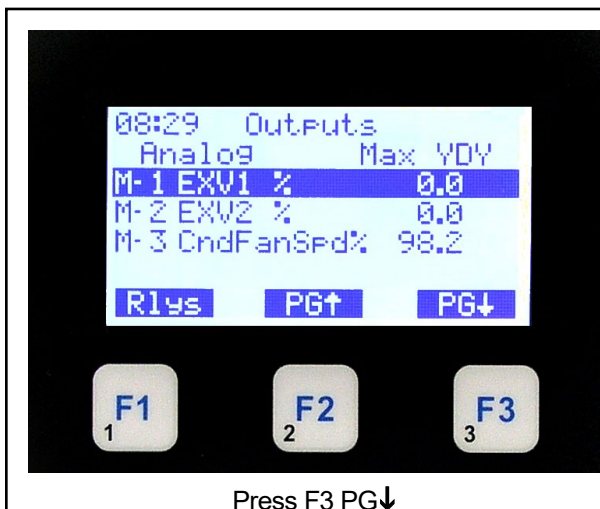 08:29 Outputs
Analog Max YDY
M- 1 EXV1 % 0.0
M- 2 EXV2 % 0.0
M- 3 CndFanSpd% 98.2
Rlys PG↑ PG↓
F1 F2 F3
1 2 3
Press F3 PG↓